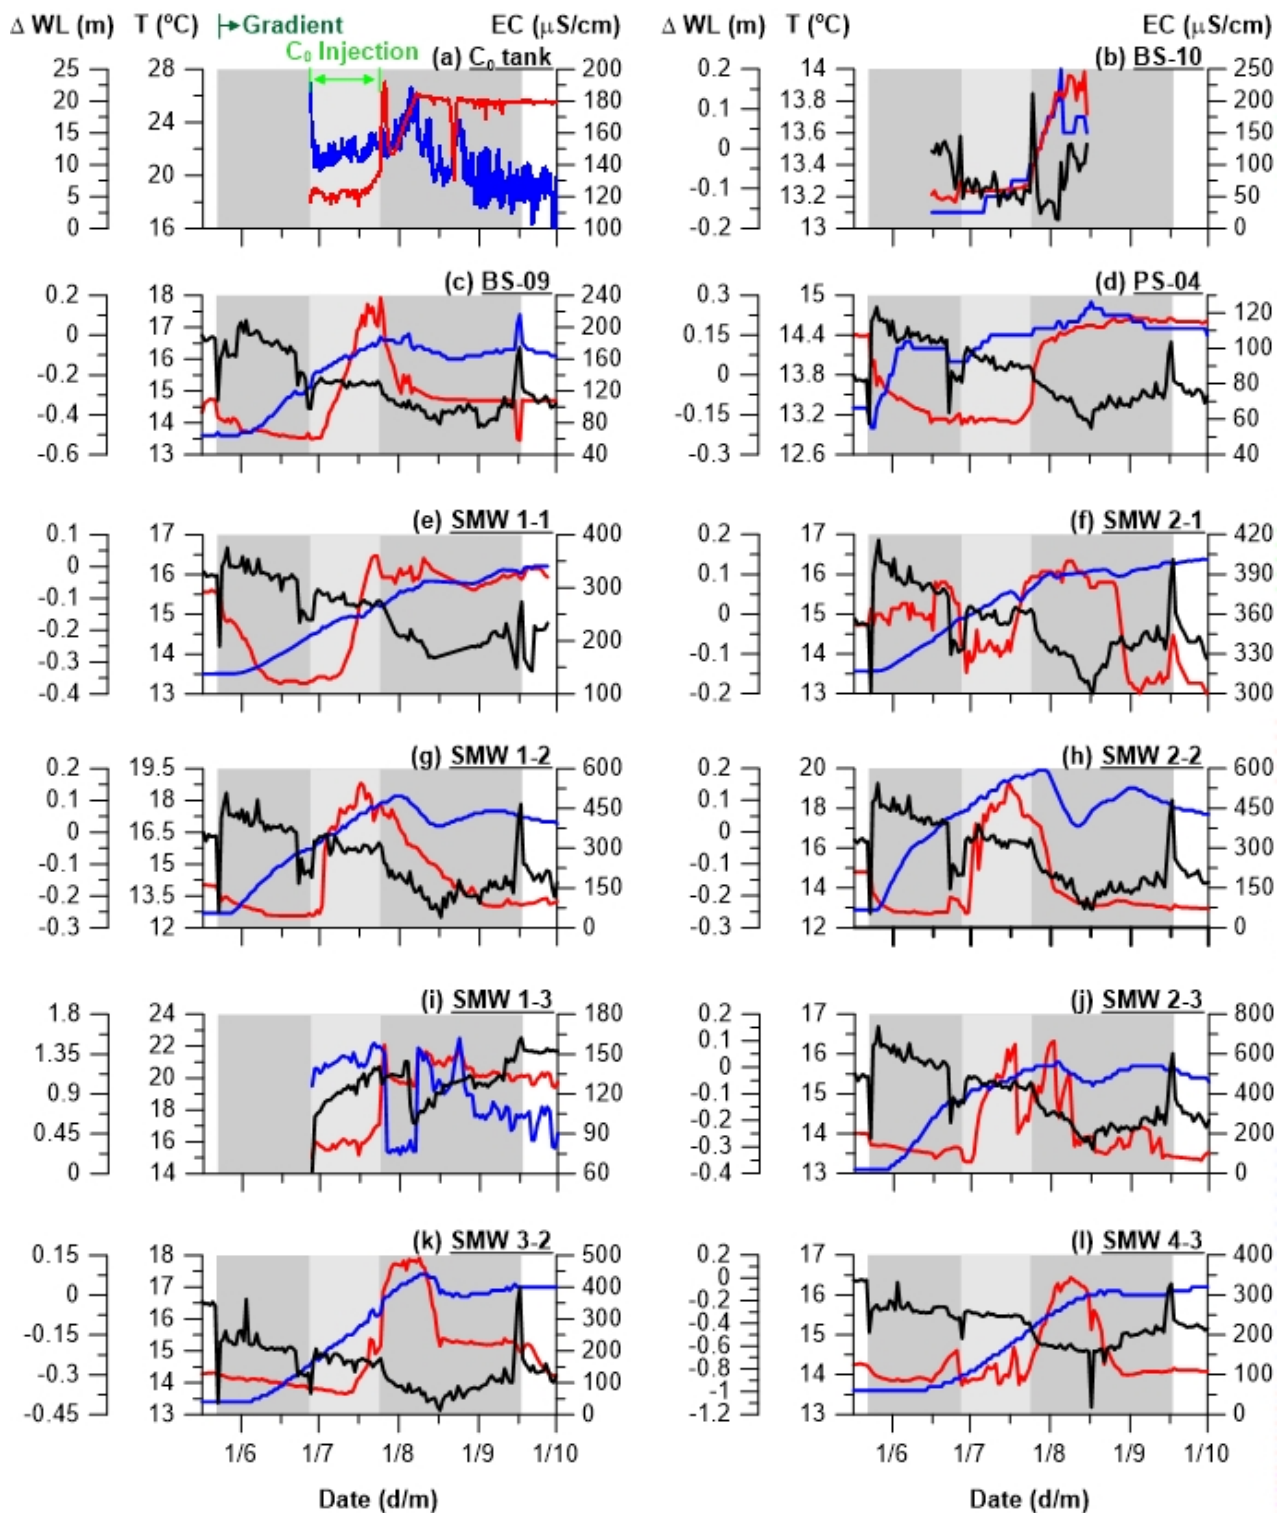 Δ WL (m) T (ºC) Gradient EC (μS/cm) Δ WL (m) T (ºC) EC (μS/cm)
C₀ Injection
(a) C₀ tank (b) BS-10
25 28 200 0.2 14 250
20 180 13.8 200
24 0.1 13.6
15 160 0 150
10 20 140 13.4 100
5 120 -0.1 13.2 50
0 16 100 -0.2 13 0
(c) BS-09 (d) PS-04
0.2 18 240 0.3 15
0 17 200 0.15 14.4 120
16 160 100
-0.2 15 120 0 13.8 80
-0.4 14 80 -0.15 13.2 60
-0.6 13 40 -0.3 12.6 40
(e) SMW 1-1 (f) SMW 2-1
0.1 17 400 0.2 17 420
0 16 300 0.1 16 390
-0.1 15 0 15 360
-0.2 14 200 -0.1 14 330
-0.3
-0.4 13 100 -0.2 13 300
(g) SMW 1-2 (h) SMW 2-2
0.2 19.5 600 0.2 20 600
0.1 18 450 0.1 18 450
0 16.5 0
-0.1 15 300 -0.1 16 300
-0.2 13.5 150 -0.2 14 150
-0.3 12 0 -0.3 12 0
(i) SMW 1-3 (j) SMW 2-3
1.8 24 180 0.2 17 800
1.35 22 150 0.1 16 600
20 0
0.9 18 120 -0.1 15 400
0.45 16 90 -0.2 14 200
-0.3
0 14 60 -0.4 13 0
(k) SMW 3-2 (l) SMW 4-3
0.15 18 500 0.2 17 400
0 17 400 0 16 300
16 300 -0.2
-0.15 15 200 -0.4 15 200
-0.6
-0.3 14 100 -0.8 14 100
-1
-0.45 13 0 -1.2 13 0
1/6 1/7 1/8 1/9 1/10 1/6 1/7 1/8 1/9 1/10
Date (d/m) Date (d/m)